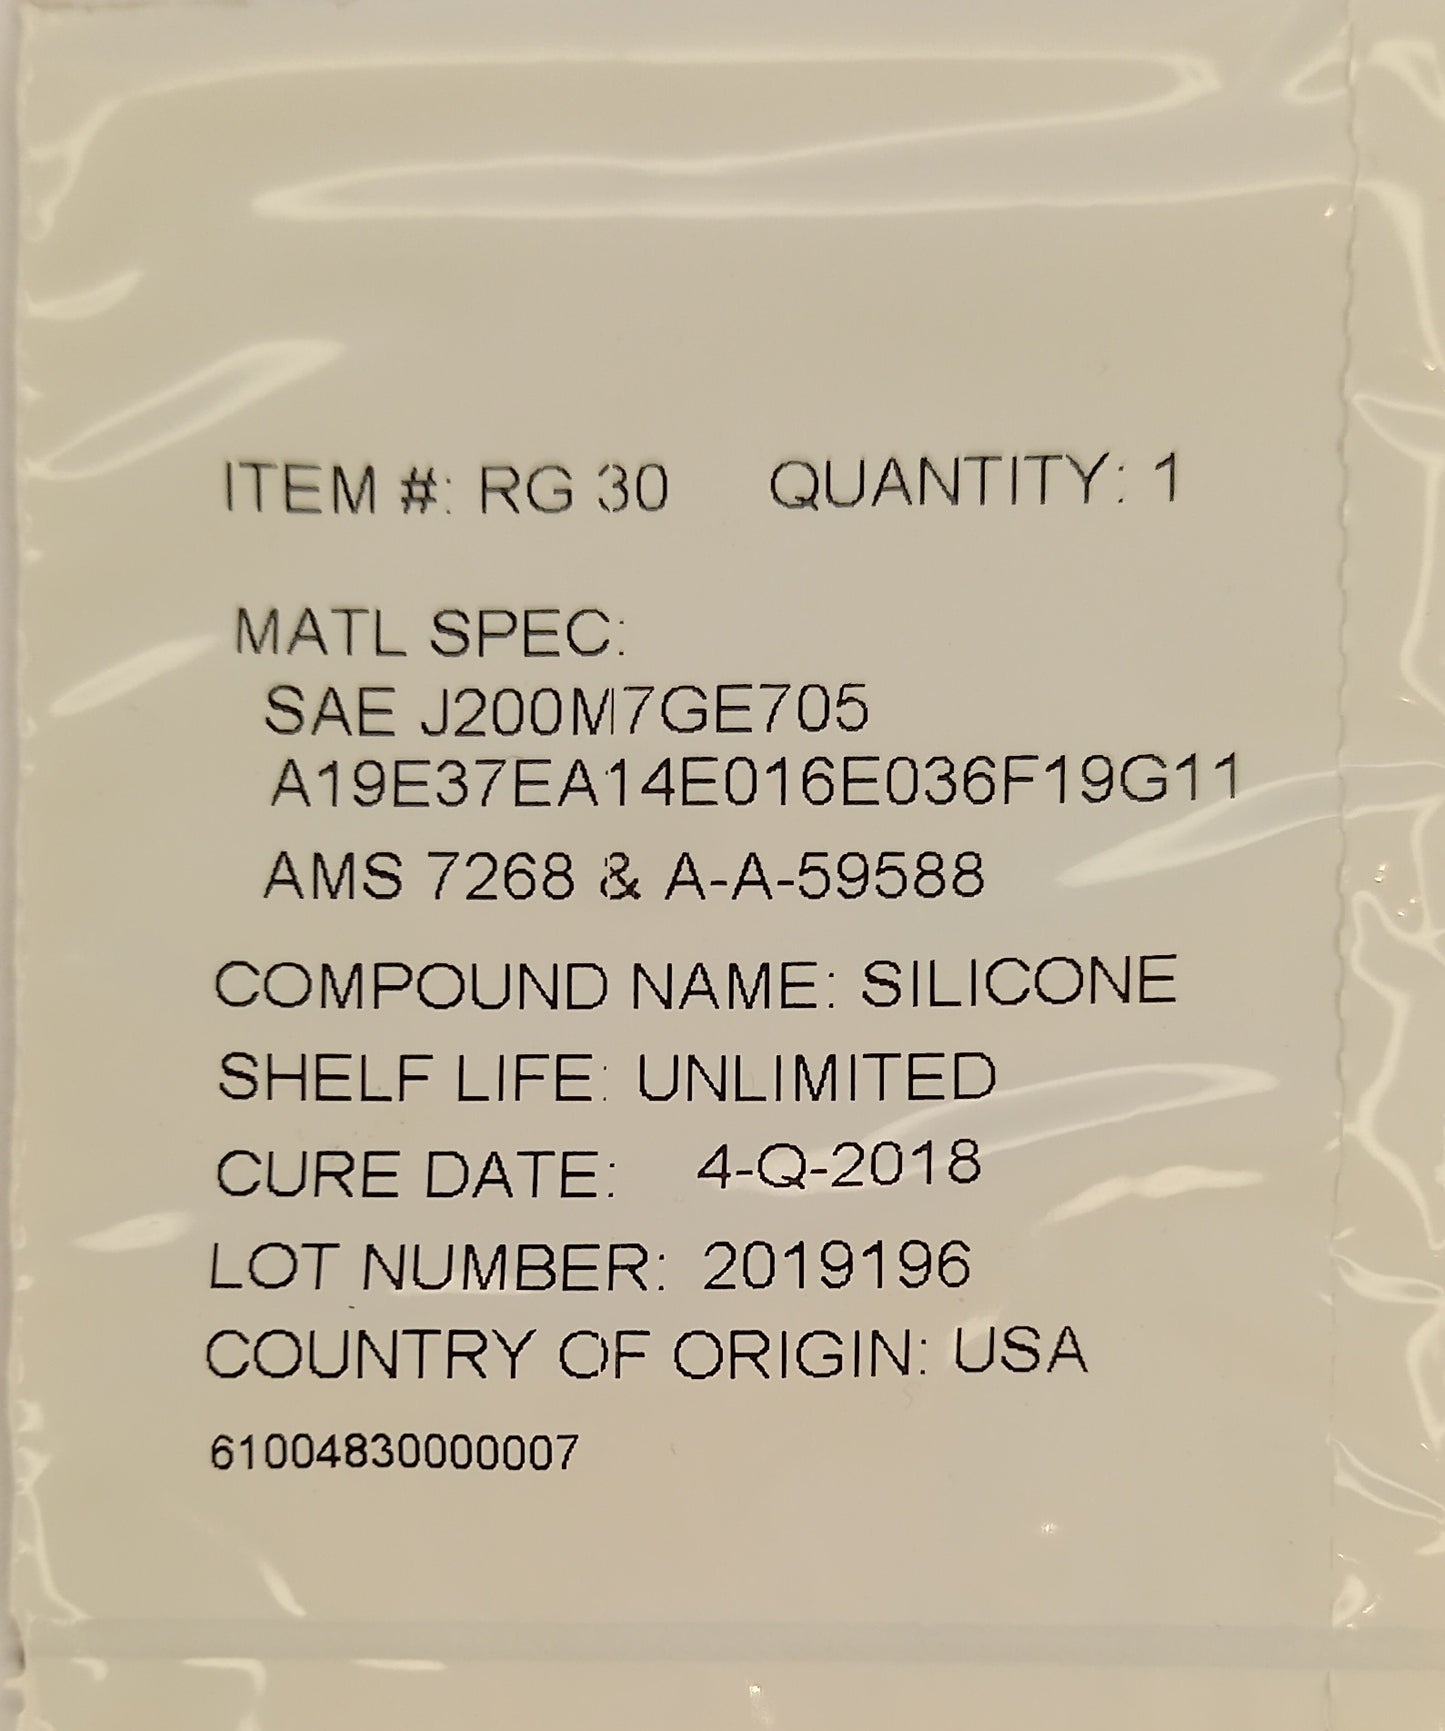 ITEM #: RG 30 QUANTITY: 1
MATL SPEC:
SAE J200M7GE705
A19E37EA14E016E036F19G11
AMS 7268 & A-A-59588
COMPOUND NAME: SILICONE
SHELF LIFE: UNLIMITED
CURE DATE: 4-Q-2018
LOT NUMBER: 2019196
COUNTRY OF ORIGIN: USA
61004830000007